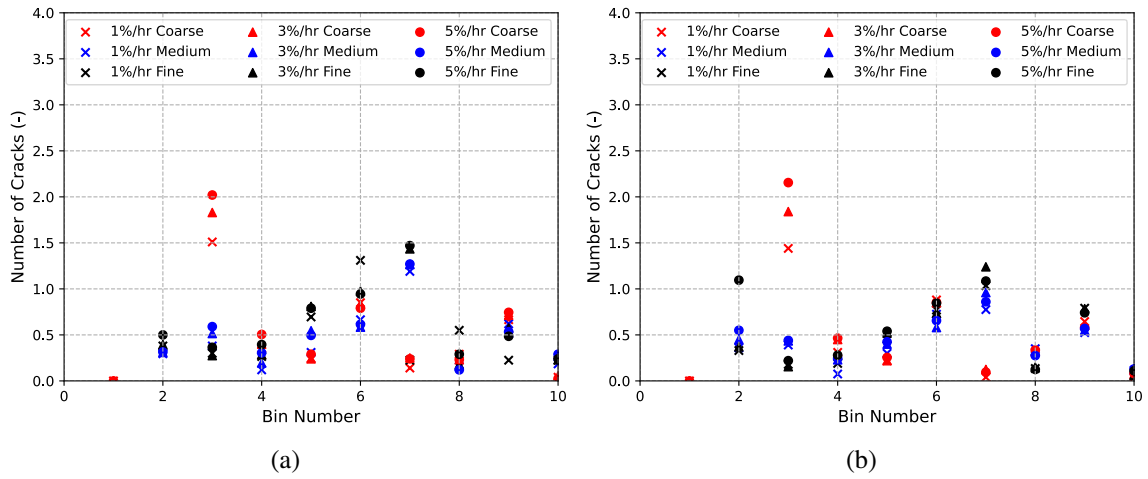 4.0
3.5
3.0
2.5
2.0
1.5
1.0
0.5
0.0
Number of Cracks (-)
1%/hr Coarse 3%/hr Coarse 5%/hr Coarse
1%/hr Medium 3%/hr Medium 5%/hr Medium
1%/hr Fine 3%/hr Fine 5%/hr Fine
0 2 4 6 8 10
Bin Number
(a)
4.0
3.5
3.0
2.5
2.0
1.5
1.0
0.5
0.0
Number of Cracks (-)
1%/hr Coarse 3%/hr Coarse 5%/hr Coarse
1%/hr Medium 3%/hr Medium 5%/hr Medium
1%/hr Fine 3%/hr Fine 5%/hr Fine
0 2 4 6 8 10
Bin Number
(b)